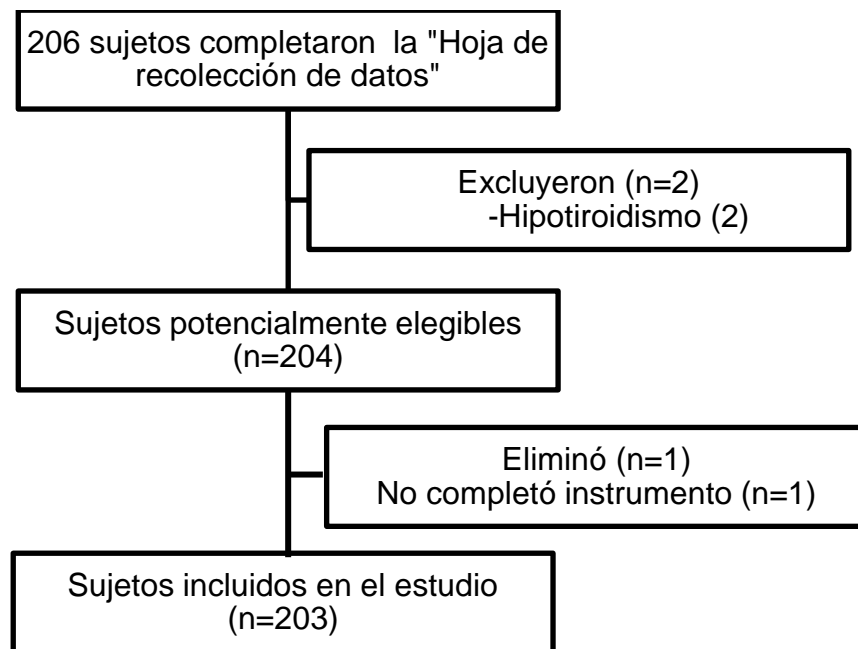 206 sujetos completaron  la "Hoja de
recolección de datos"
Excluyeron (n=2)
-Hipotiroidismo (2)
Sujetos potencialmente elegibles
(n=204)
Eliminó (n=1)
No completó instrumento (n=1)
Sujetos incluidos en el estudio
(n=203)